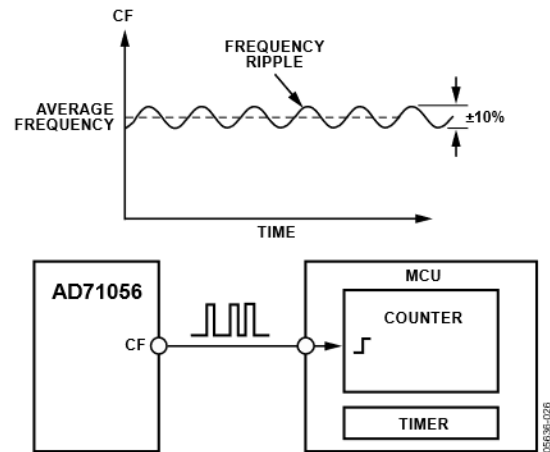 CF
FREQUENCY
RIPPLE
AVERAGE
FREQUENCY
±10%
TIME
AD71056
CF
MCU
COUNTER
TIMER
05636-026